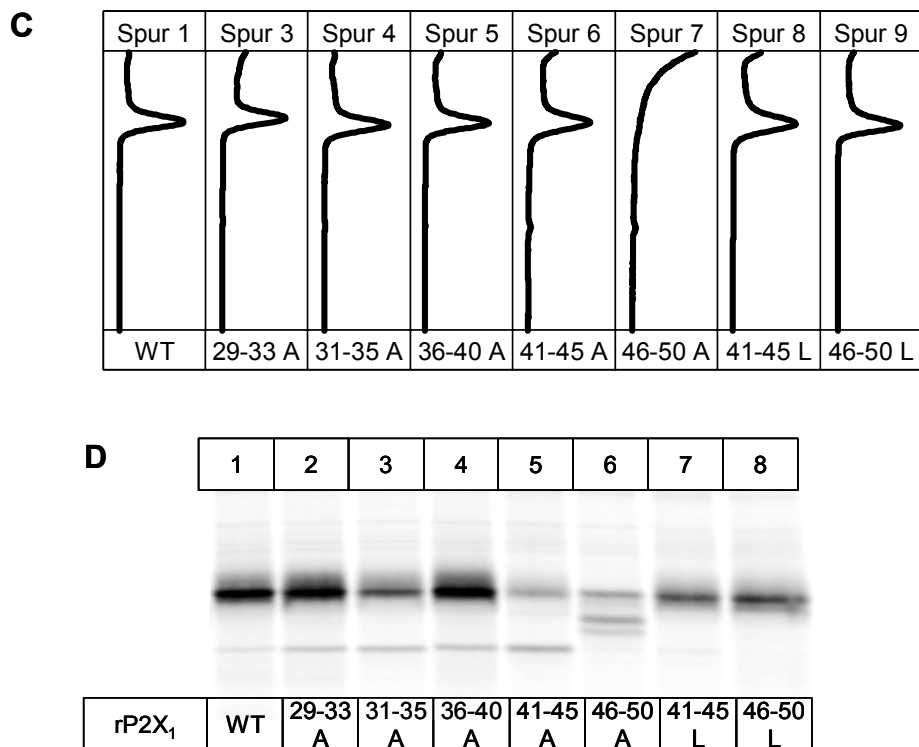 C
Spur 1 Spur 3 Spur 4 Spur 5 Spur 6 Spur 7 Spur 8 Spur 9
WT 29-33 A 31-35 A 36-40 A 41-45 A 46-50 A 41-45 L 46-50 L
D
1 2 3 4 5 6 7 8
rP2X₁ WT 29-33 A 31-35 A 36-40 A 41-45 A 46-50 A 41-45 L 46-50 L